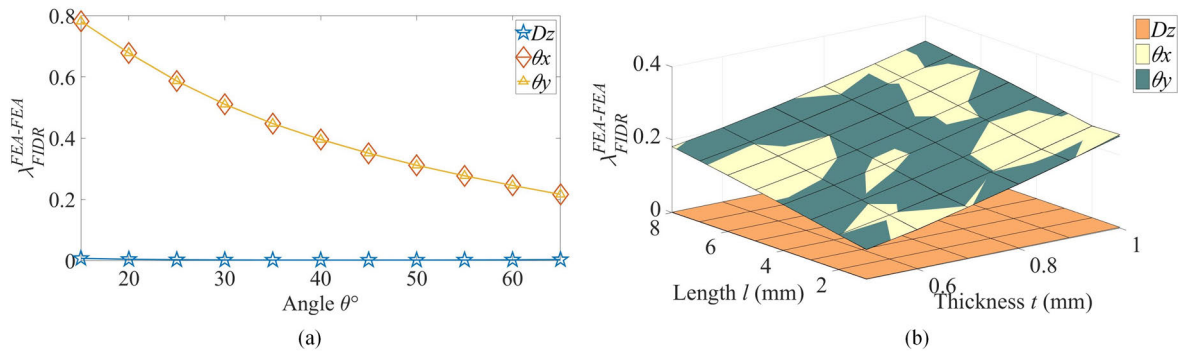 0.8
0.6
0.4
0.2
0
20 30 40 50 60
λ^{FEA-FEA}_{FIDR}
Angle θ°
Dz
θx
θy
(a)
0.4
0.2
0
8
6
4
2
0.6
0.8
1
λ^{FEA-FEA}_{FIDR}
Length l (mm)
Thickness t (mm)
Dz
θx
θy
(b)